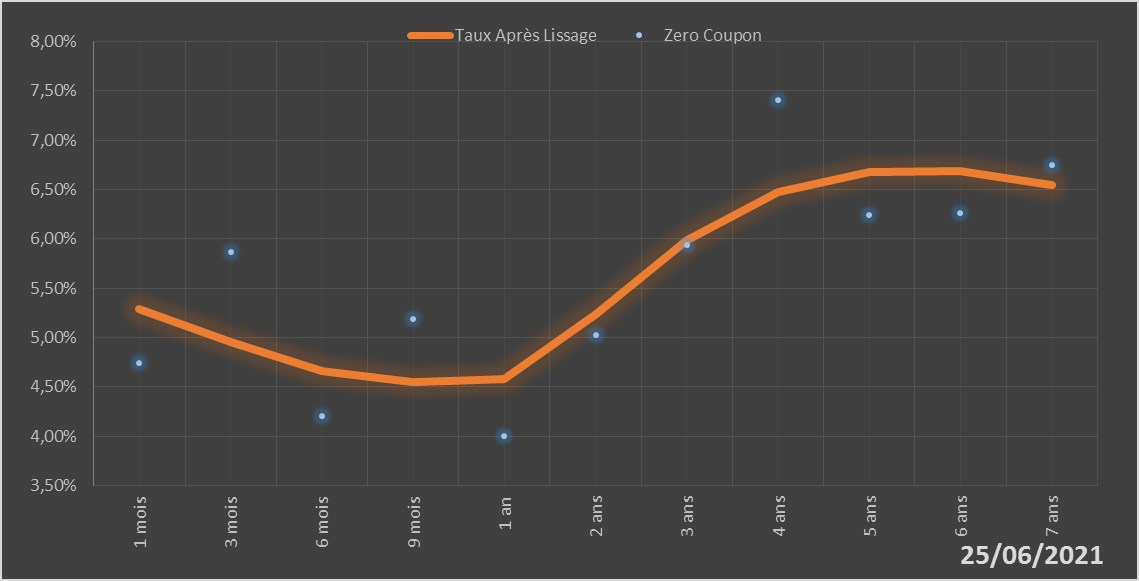 Taux Après Lissage
Zero Coupon
8,00%
7,50%
7,00%
6,50%
6,00%
5,50%
5,00%
4,50%
4,00%
3,50%
1 mois
3 mois
6 mois
9 mois
1 an
2 ans
3 ans
4 ans
5 ans
6 ans
7 ans
25/06/2021